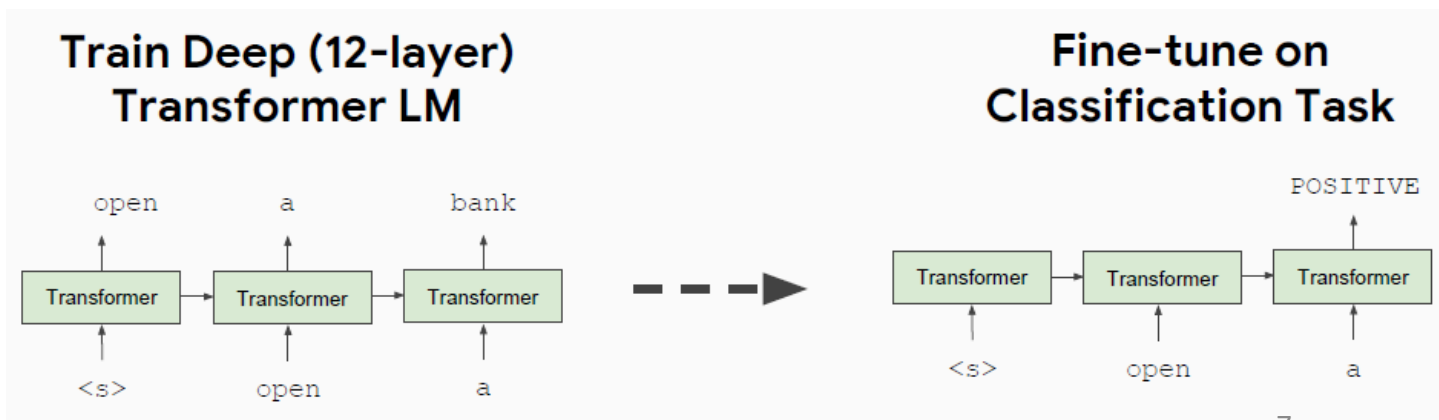 Train Deep (12-layer)
Transformer LM
open a bank
Transformer Transformer Transformer
<s> open a
Fine-tune on
Classification Task
POSITIVE
Transformer Transformer Transformer
<s> open a